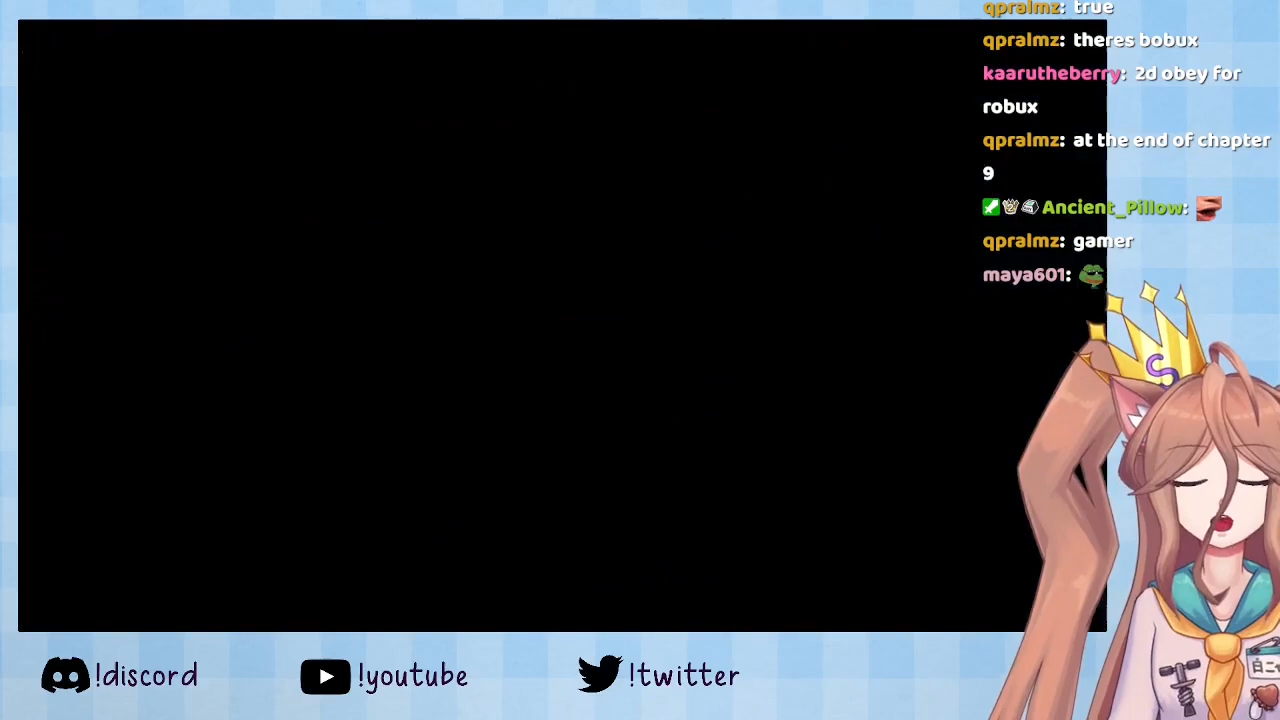 qpralmz: true
qpralmz: theres bobux
kaarutheberry: 2d obey for
robux
qpralmz: at the end of chapter
9
Ancient_Pillow:
qpralmz: gamer
maya601:
S
!discord
!youtube
!twitter